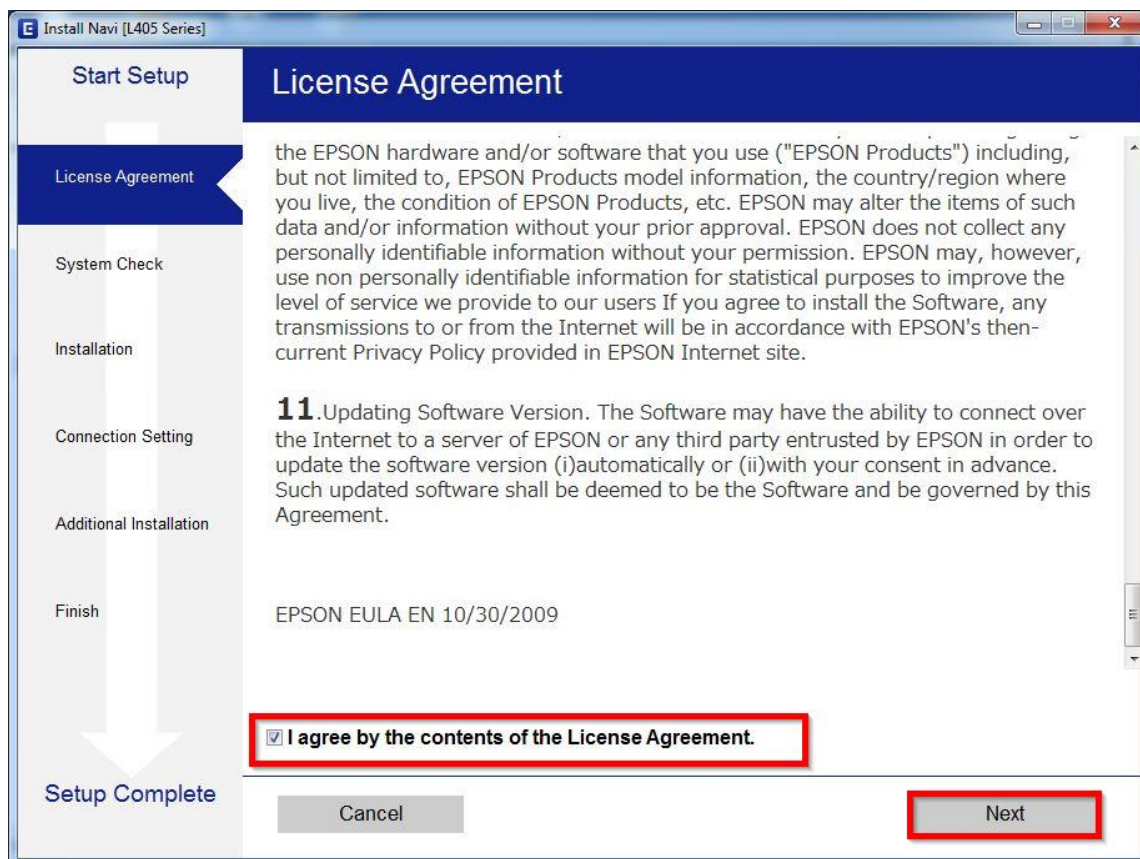 E Install Navi [L405 Series]
Start Setup
License Agreement
System Check
Installation
Connection Setting
Additional Installation
Finish
Setup Complete
License Agreement
the EPSON hardware and/or software that you use ("EPSON Products") including,
but not limited to, EPSON Products model information, the country/region where
you live, the condition of EPSON Products, etc. EPSON may alter the items of such
data and/or information without your prior approval. EPSON does not collect any
personally identifiable information without your permission. EPSON may, however,
use non personally identifiable information for statistical purposes to improve the
level of service we provide to our users If you agree to install the Software, any
transmissions to or from the Internet will be in accordance with EPSON's then-
current Privacy Policy provided in EPSON Internet site.
11.Updating Software Version. The Software may have the ability to connect over
the Internet to a server of EPSON or any third party entrusted by EPSON in order to
update the software version (i)automatically or (ii)with your consent in advance.
Such updated software shall be deemed to be the Software and be governed by this
Agreement.
EPSON EULA EN 10/30/2009
I agree by the contents of the License Agreement.
Cancel
Next